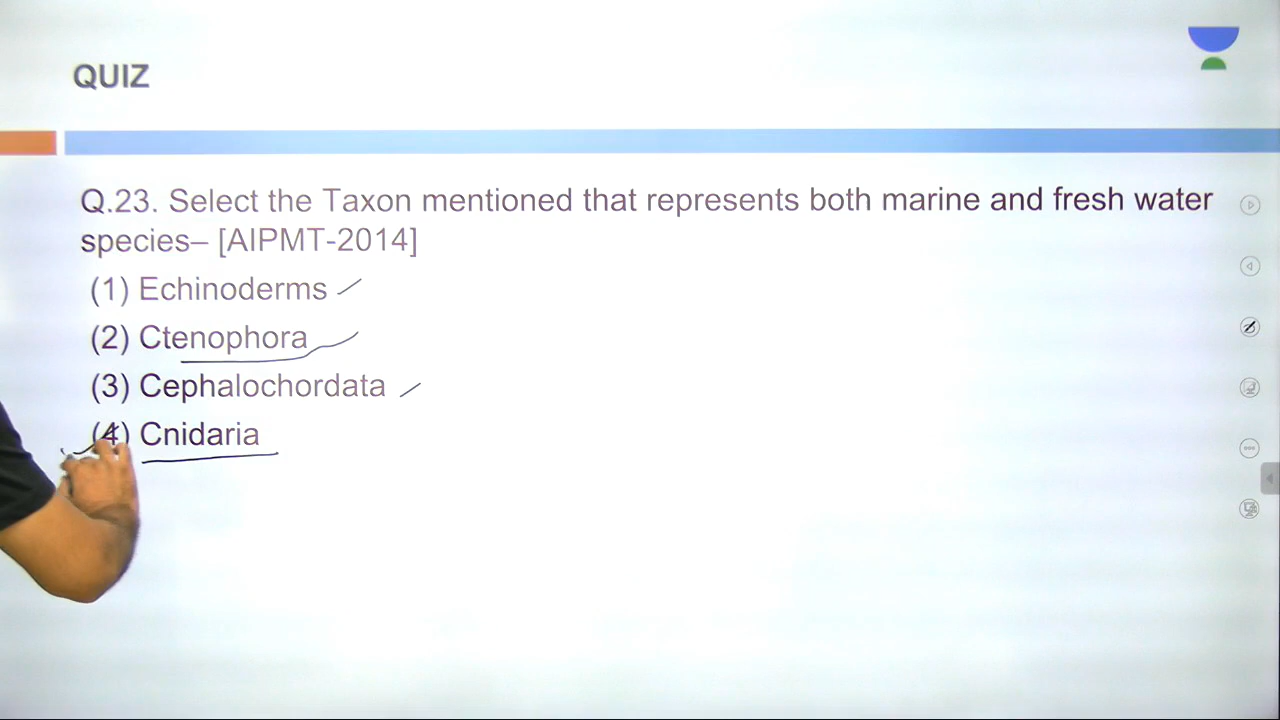 QUIZ
Q.23. Select the Taxon mentioned that represents both marine and fresh water
species– [AIPMT-2014]
(1) Echinoderms
(2) Ctenophora
(3) Cephalochordata
(4) Cnidaria